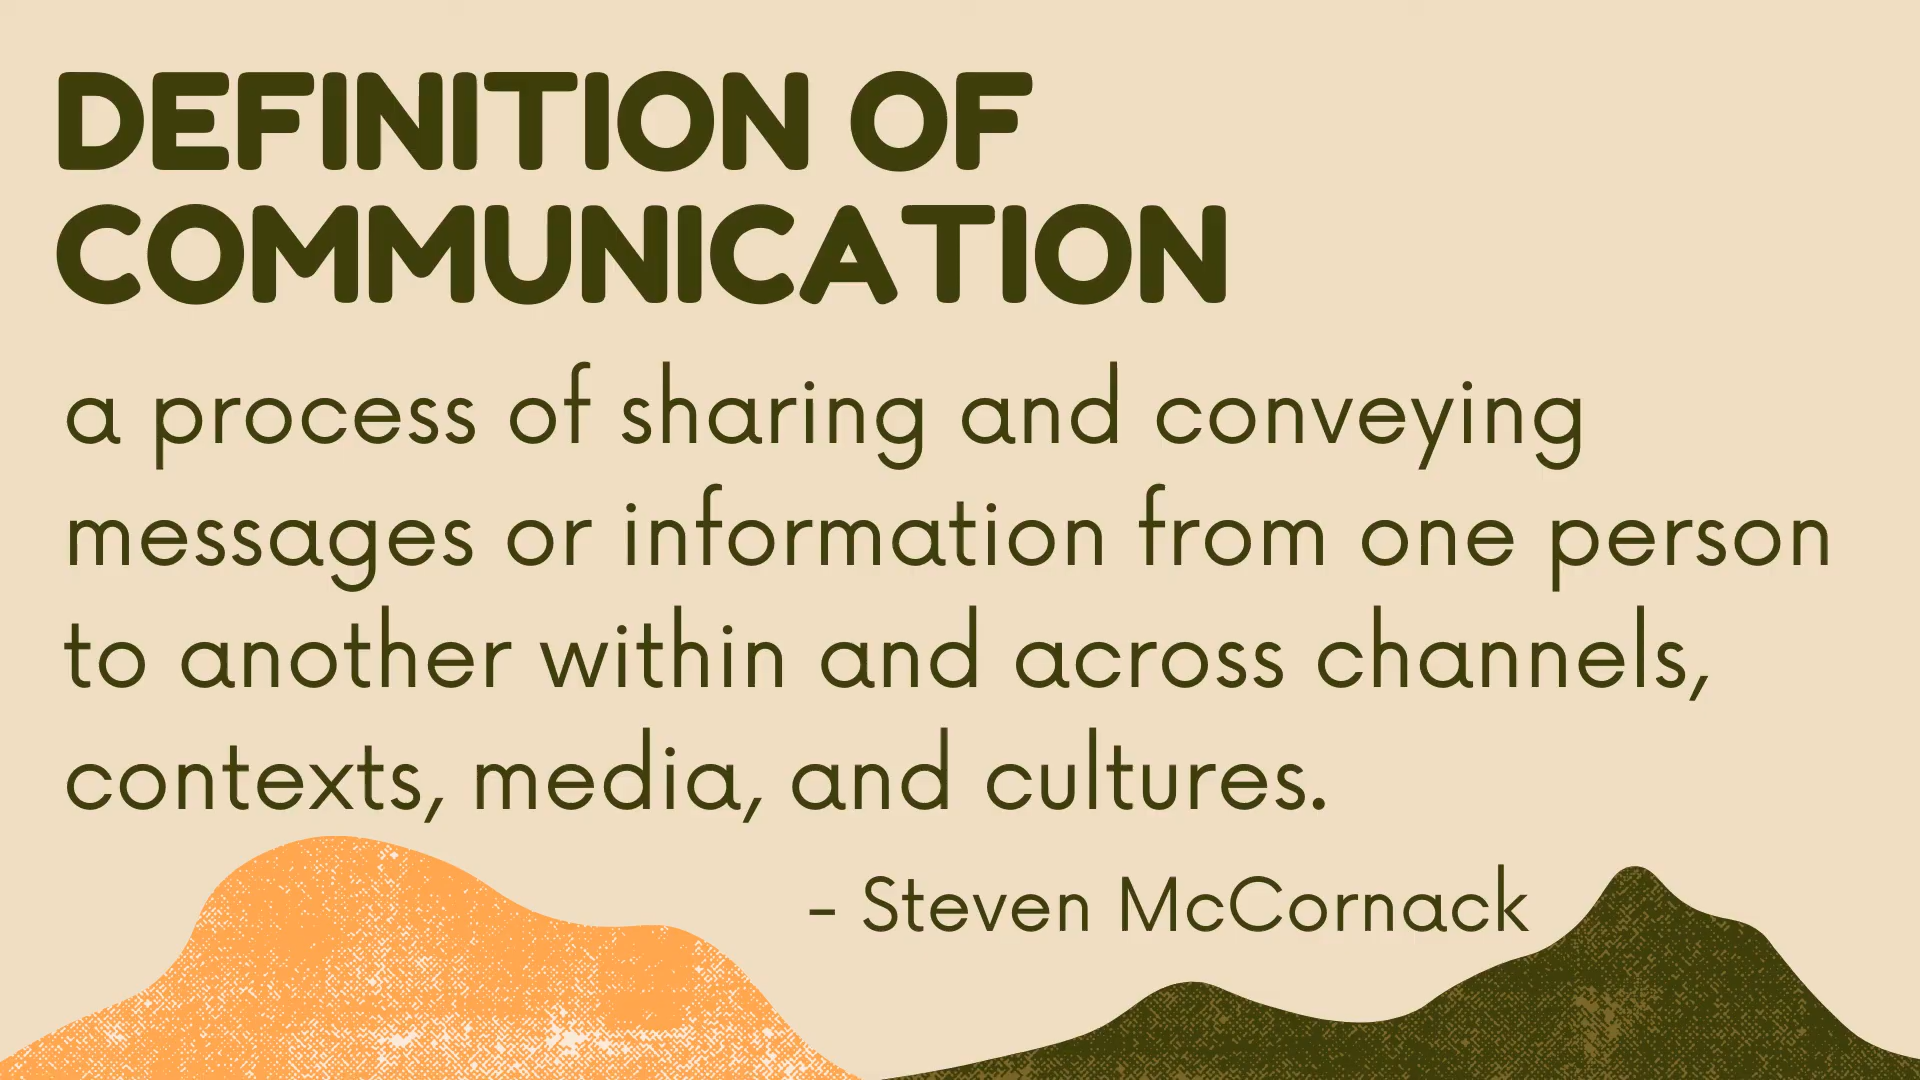 DEFINITION OF
COMMUNICATION
a process of sharing and conveying
messages or information from one person
to another within and across channels,
contexts, media, and cultures.
- Steven McCornack